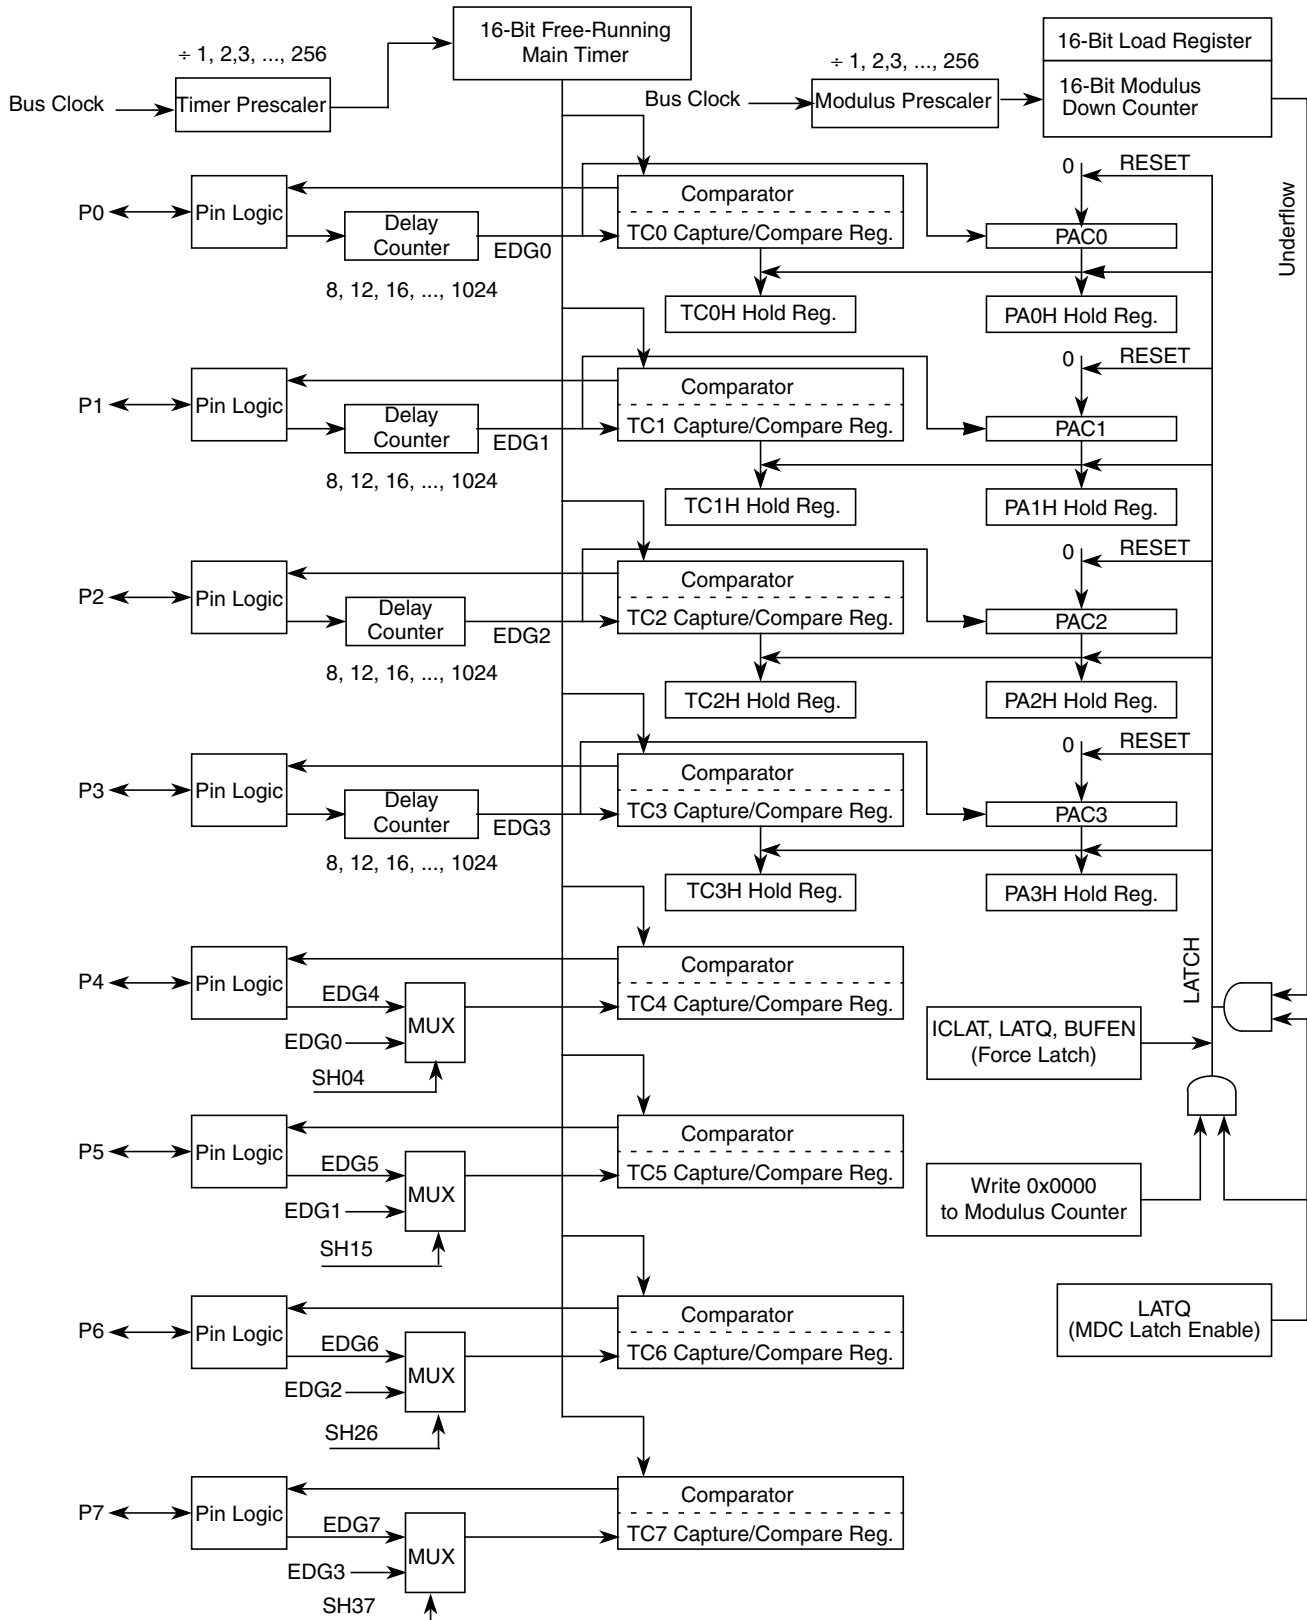 16-Bit Free-Running
Main Timer
16-Bit Load Register
16-Bit Modulus
Down Counter
÷ 1, 2,3, ..., 256
÷ 1, 2,3, ..., 256
Bus Clock
Timer Prescaler
Bus Clock
Modulus Prescaler
Underflow
0
RESET
P0
Pin Logic
Comparator
Delay
Counter
EDG0
TC0 Capture/Compare Reg.
PAC0
8, 12, 16, ..., 1024
TC0H Hold Reg.
PA0H Hold Reg.
0
RESET
P1
Pin Logic
Comparator
Delay
Counter
EDG1
TC1 Capture/Compare Reg.
PAC1
8, 12, 16, ..., 1024
TC1H Hold Reg.
PA1H Hold Reg.
0
RESET
P2
Pin Logic
Comparator
Delay
Counter
EDG2
TC2 Capture/Compare Reg.
PAC2
8, 12, 16, ..., 1024
TC2H Hold Reg.
PA2H Hold Reg.
0
RESET
P3
Pin Logic
Comparator
Delay
Counter
EDG3
TC3 Capture/Compare Reg.
PAC3
8, 12, 16, ..., 1024
TC3H Hold Reg.
PA3H Hold Reg.
LATCH
P4
Pin Logic
Comparator
EDG4
MUX
TC4 Capture/Compare Reg.
EDG0
SH04
ICLAT, LATQ, BUFEN
(Force Latch)
P5
Pin Logic
Comparator
EDG5
MUX
TC5 Capture/Compare Reg.
EDG1
SH15
Write 0x0000
to Modulus Counter
P6
Pin Logic
Comparator
EDG6
MUX
TC6 Capture/Compare Reg.
EDG2
SH26
LATQ
(MDC Latch Enable)
P7
Pin Logic
Comparator
EDG7
MUX
TC7 Capture/Compare Reg.
EDG3
SH37